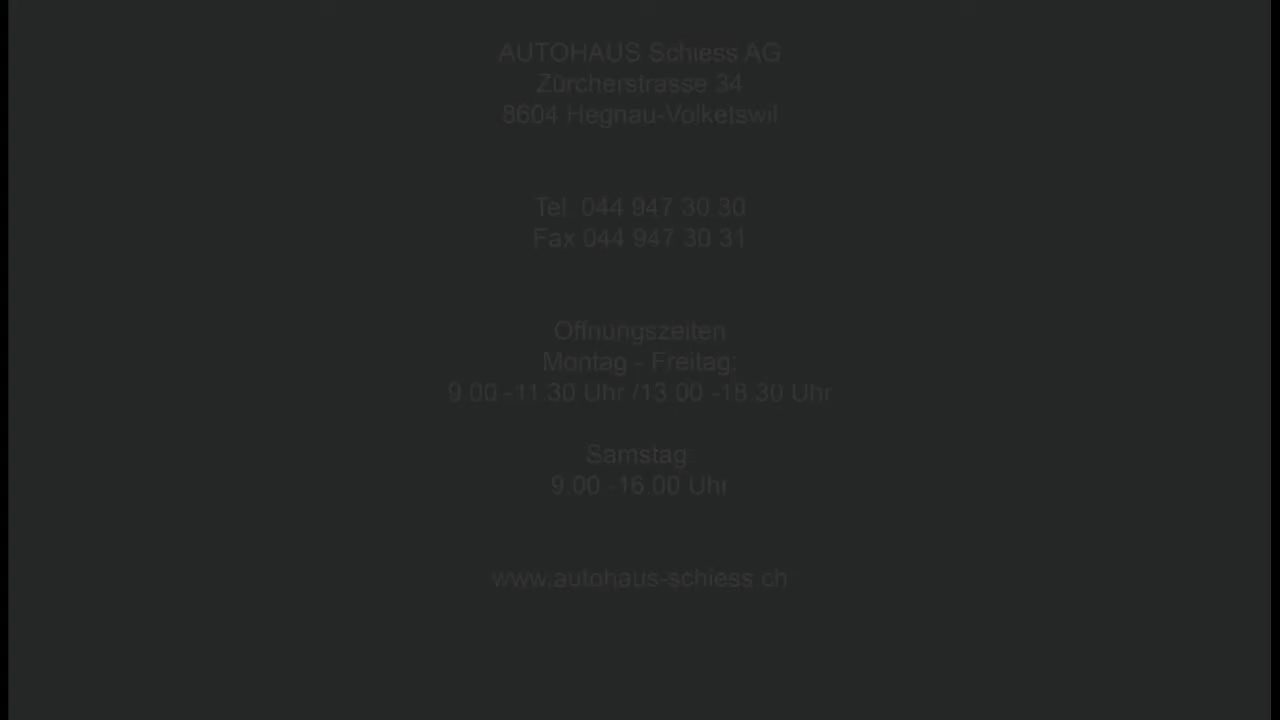 AUTOHAUS Schiess AG
Zürcherstrasse 34
8604 Hegnau-Volketswil
Tel. 044 947 30 30
Fax 044 947 30 31
Öffnungszeiten
Montag - Freitag:
9.00 -11.30 Uhr /13.00 -18.30 Uhr
Samstag:
9.00 -16.00 Uhr
www.autohaus-schiess.ch